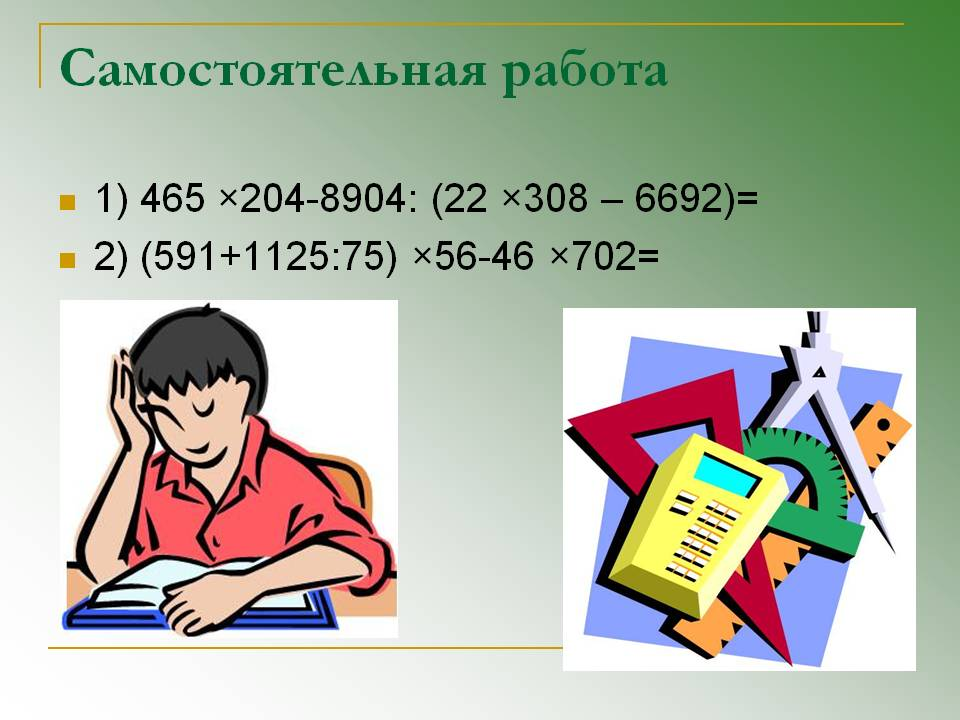 Самостоятельная работа
1) 465 ×204-8904: (22 ×308 – 6692)=
2) (591+1125:75) ×56-46 ×702=